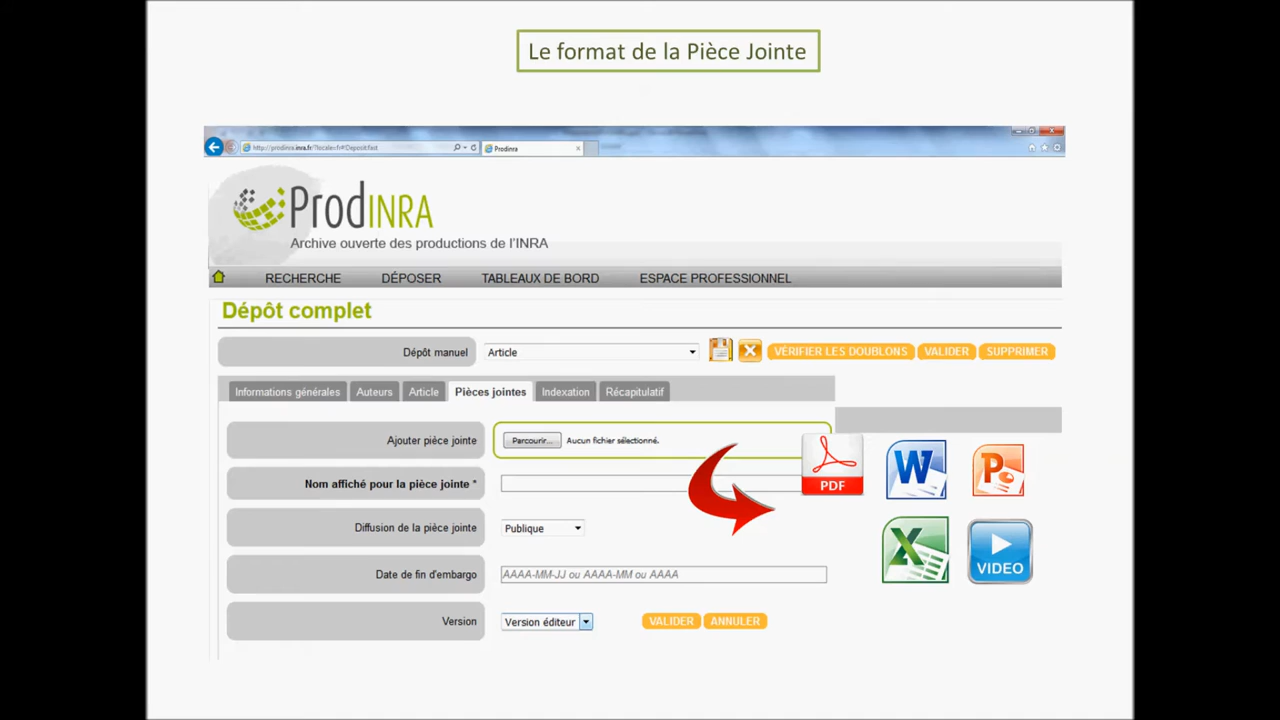 Le format de la Pièce Jointe
http://prodinra.inra.fr/?locale=fr#!Deposit:fast
Prodinra
ProdINRA
Archive ouverte des productions de l'INRA
RECHERCHE DÉPOSER TABLEAUX DE BORD ESPACE PROFESSIONNEL
Dépôt complet
Dépôt manuel Article VÉRIFIER LES DOUBLONS VALIDER SUPPRIMER
Informations générales Auteurs Article Pièces jointes Indexation Récapitulatif
Ajouter pièce jointe Parcourir... Aucun fichier sélectionné.
PDF W P
Nom affiché pour la pièce jointe *
Diffusion de la pièce jointe Publique
X VIDEO
Date de fin d'embargo AAAA-MM-JJ ou AAAA-MM ou AAAA
Version Version éditeur VALIDER ANNULER